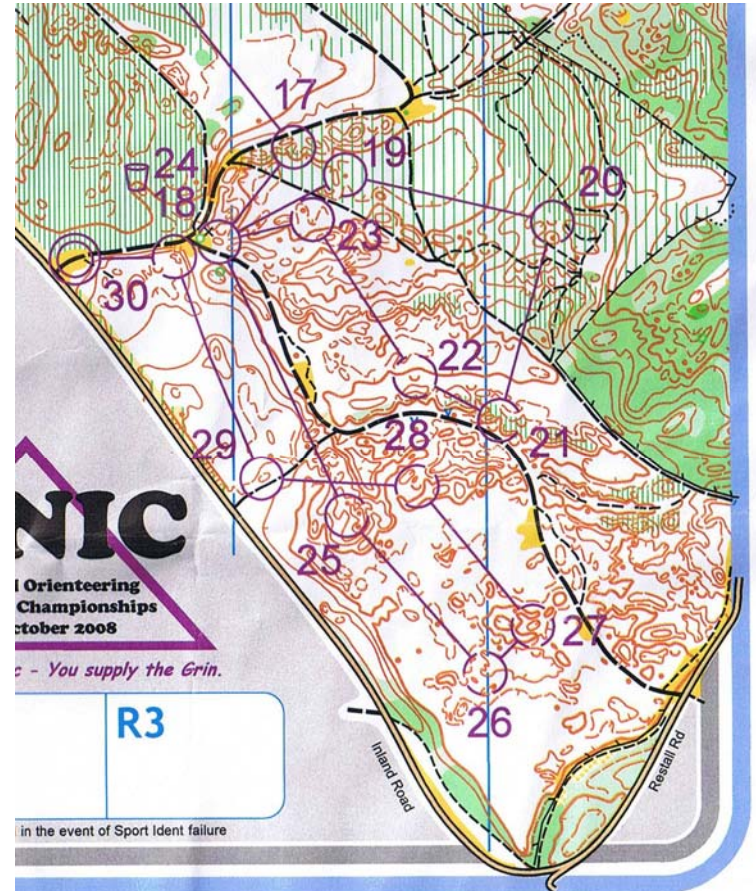 17
24
19
20
18
23
30
22
21
28
29
25
27
26
NIC
Orienteering
Championships
ctober 2008
- You supply the Grin.
R3
Inland Road
Restall Rd
in the event of Sport Ident failure